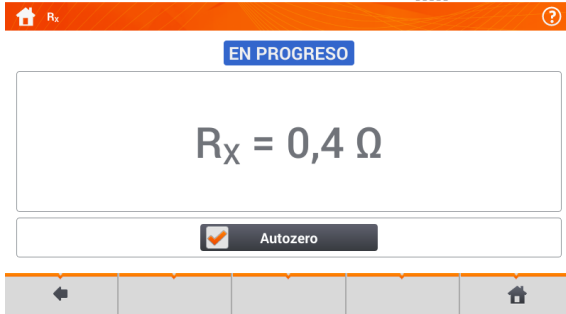 Rx
EN PROGRESO
RX = 0,4 Ω
Autozero